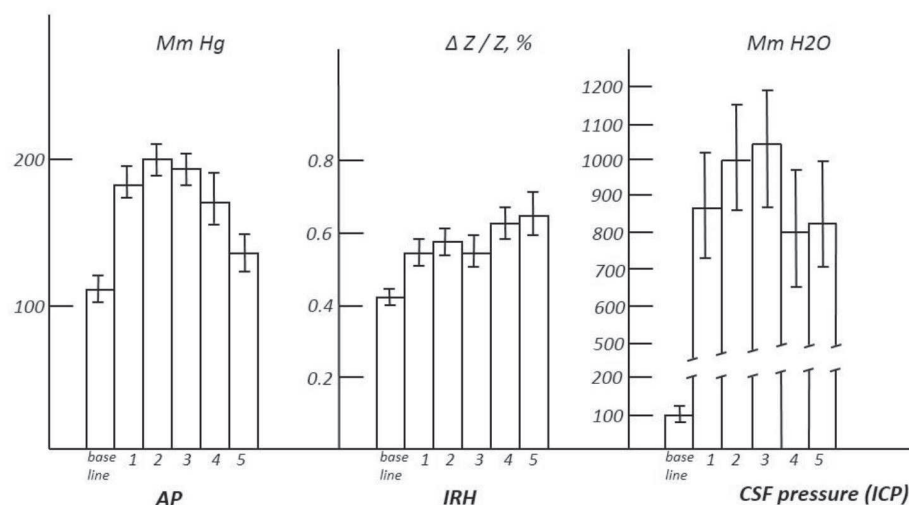 Mm Hg
200
100
base line 1 2 3 4 5
AP
Δ Z / Z, %
0.8
0.6
0.4
0.2
base line 1 2 3 4 5
IRH
Mm H2O
1200
1100
1000
900
800
700
600
500
200
100
base line 1 2 3 4 5
CSF pressure (ICP)